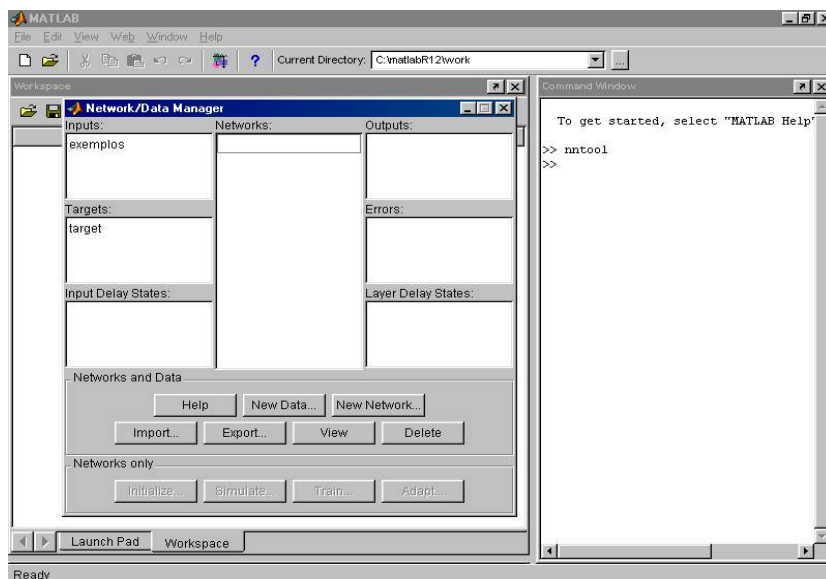 MATLAB
File Edit View Web Window Help
? Current Directory: C:\matlabR12\work ...
Workspace
Command Window
Network/Data Manager
Inputs: Networks: Outputs:
exemplos
Targets: Errors:
target
Input Delay States: Layer Delay States:
Networks and Data
Help New Data... New Network...
Import... Export... View Delete
Networks only
Initialize... Simulate... Train... Adapt...
Launch Pad Workspace
To get started, select "MATLAB Help"
>> nntool
>>
Ready